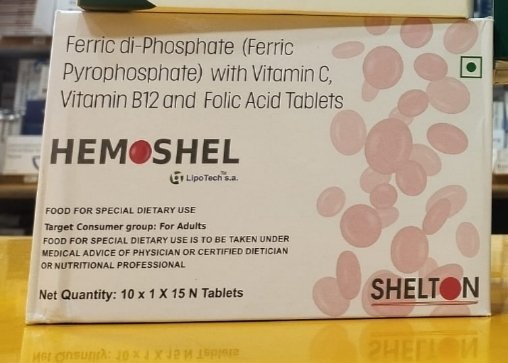 Ferric di-Phosphate (Ferric
Pyrophosphate) with Vitamin C,
Vitamin B12 and Folic Acid Tablets
HEMOSHEL
LipoTech™ s.a.
FOOD FOR SPECIAL DIETARY USE
Target Consumer group: For Adults
FOOD FOR SPECIAL DIETARY USE IS TO BE TAKEN UNDER
MEDICAL ADVICE OF PHYSICIAN OR CERTIFIED DIETICIAN
OR NUTRITIONAL PROFESSIONAL
Net Quantity: 10 x 1 X 15 N Tablets
SHELTON